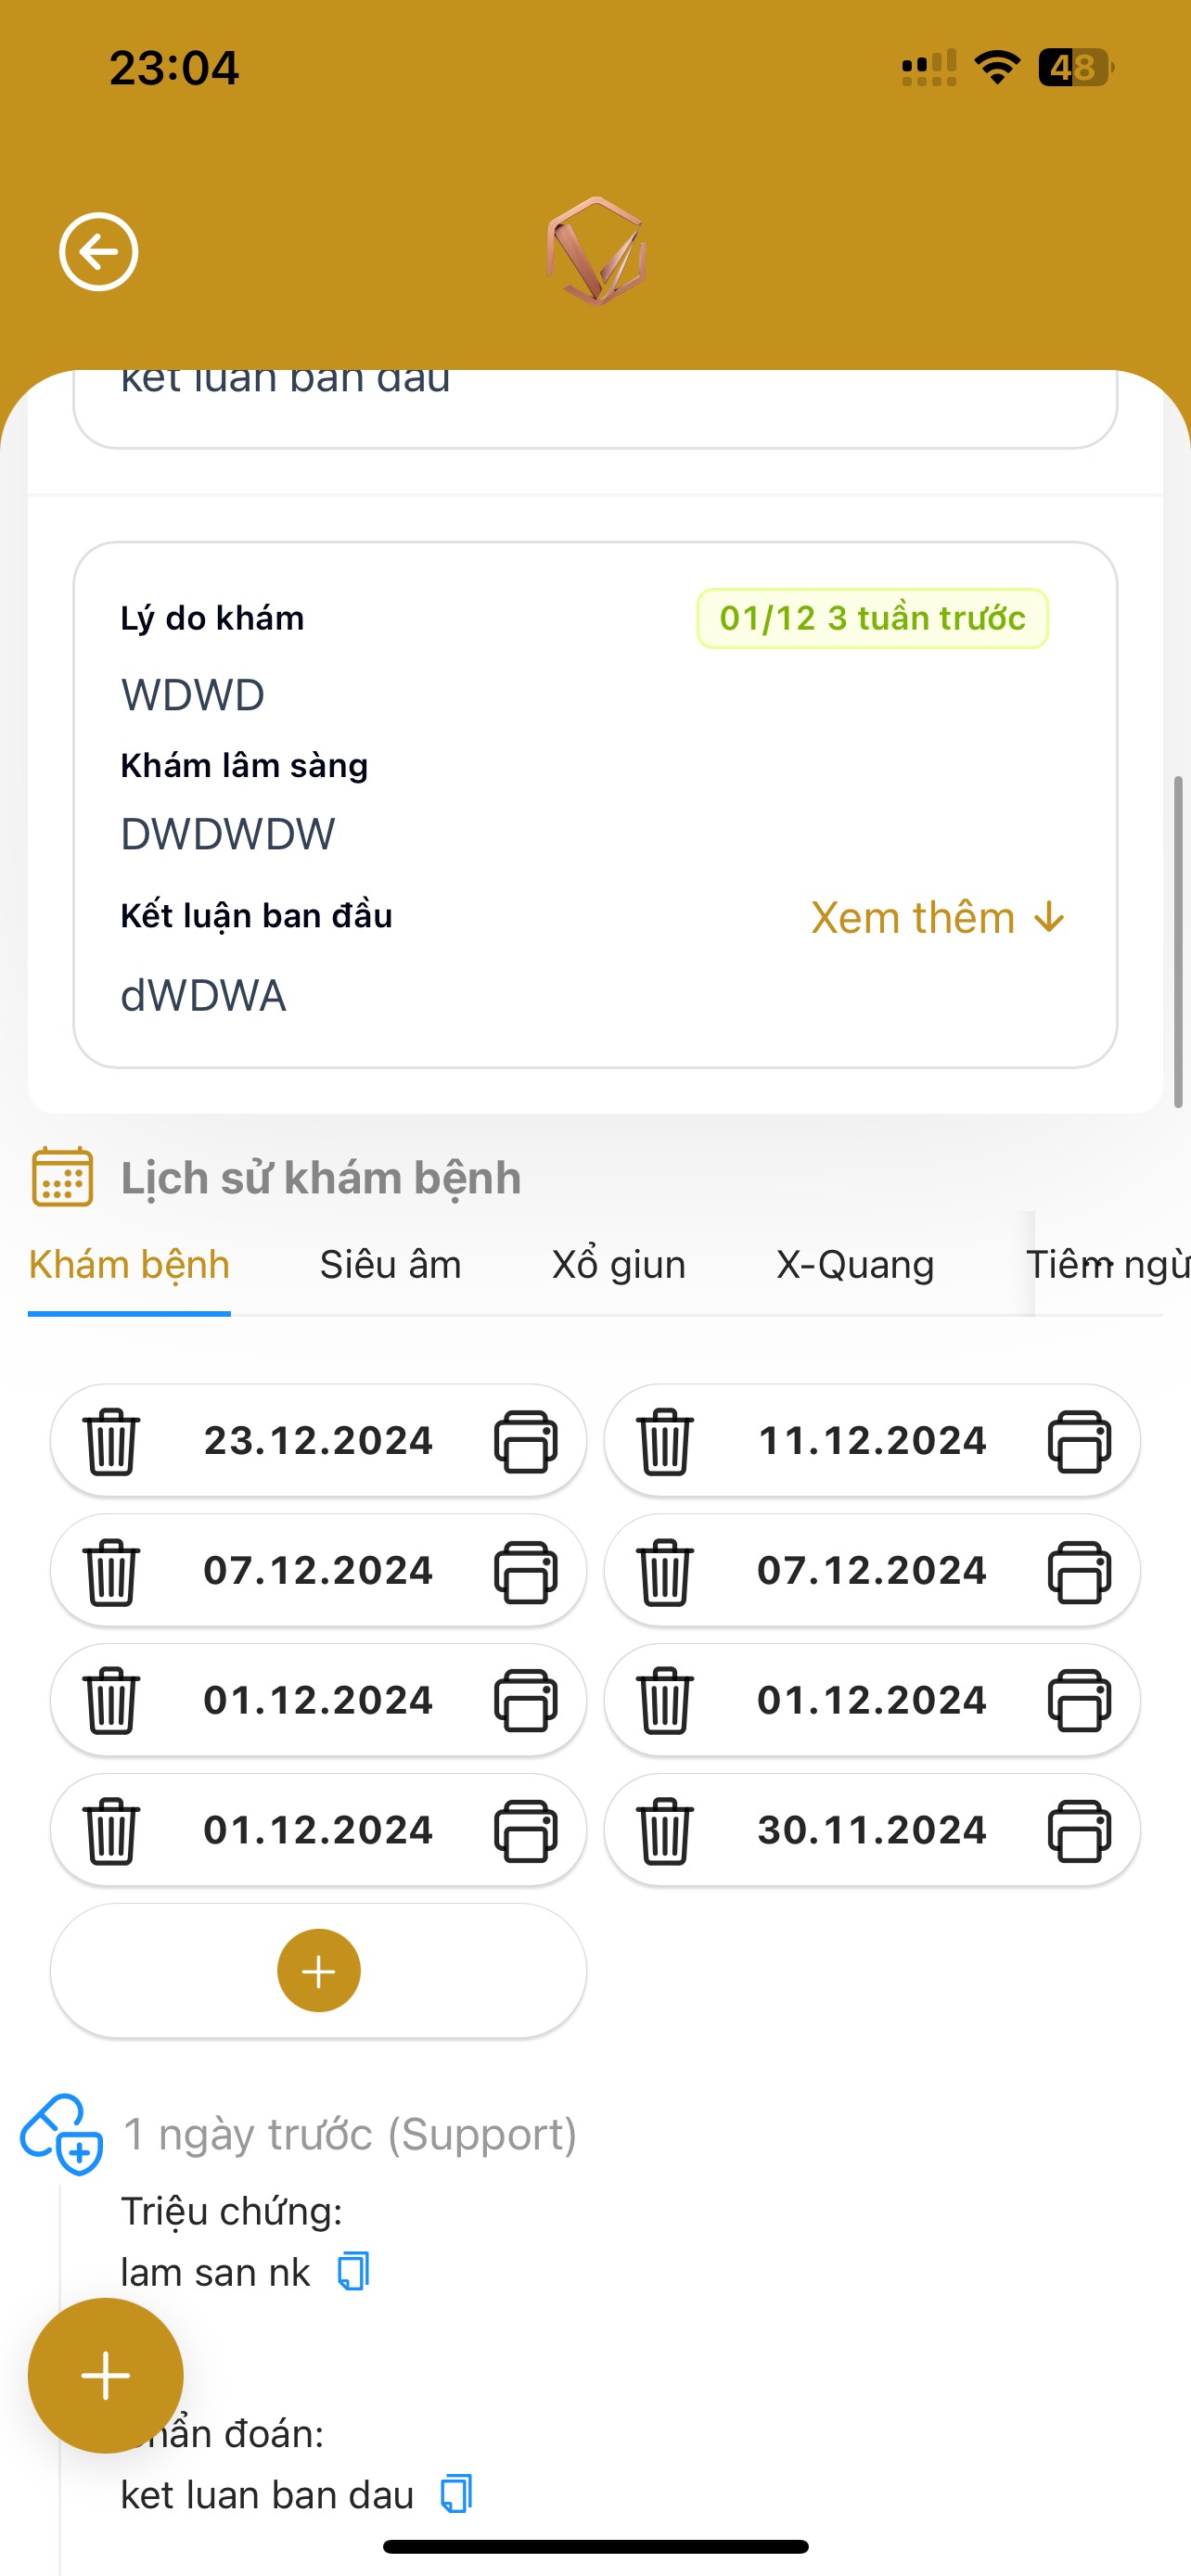 23:04
48
ket luan ban dau
Lý do khám
01/12 3 tuần trước
WDWD
Khám lâm sàng
DWDWDW
Kết luận ban đầu
Xem thêm
dWDWA
Lịch sử khám bệnh
Khám bệnh Siêu âm Xổ giun X-Quang Tiêm
23.12.2024 11.12.2024
07.12.2024 07.12.2024
01.12.2024 01.12.2024
01.12.2024 30.11.2024
1 ngày trước (Support)
Triệu chứng:
lam san nk
đoán:
ket luan ban dau